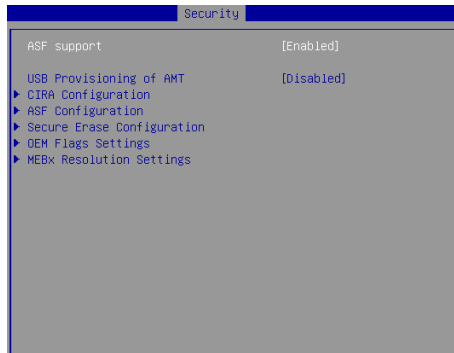 Security
ASF support [Enabled]
USB Provisioning of AMT [Disabled]
CIRA Configuration
ASF Configuration
Secure Erase Configuration
OEM Flags Settings
MEBx Resolution Settings